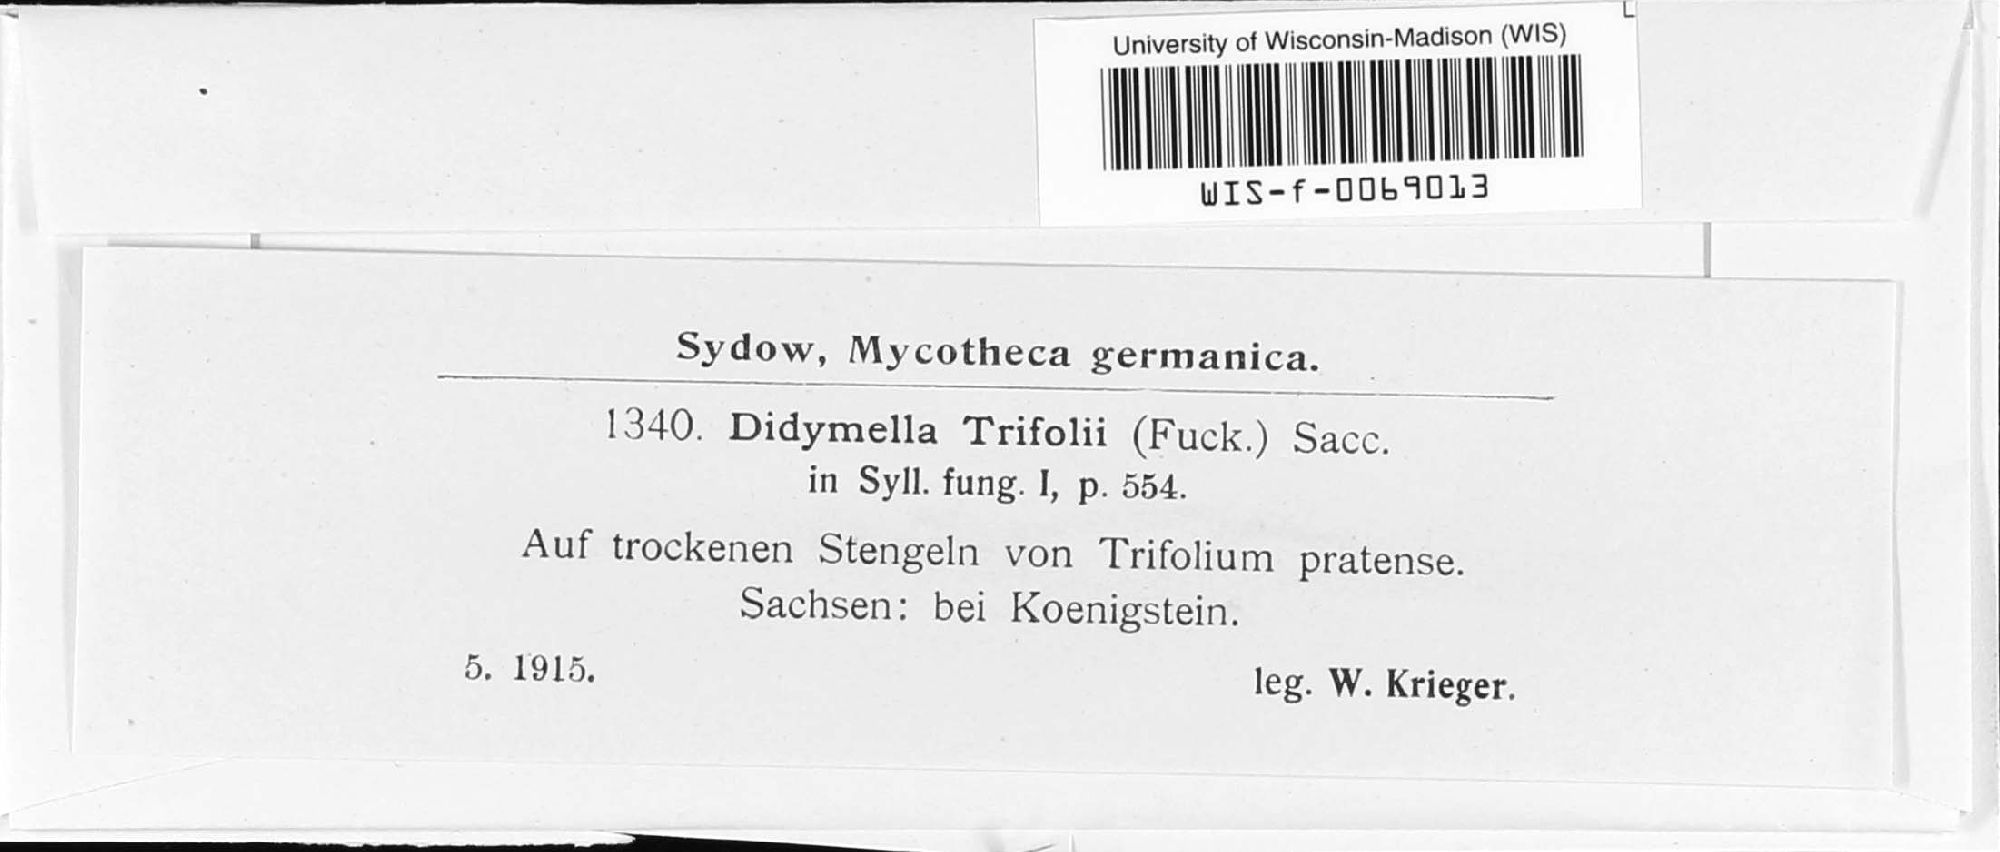 University of Wisconsin-Madison (WIS)
WIS-f-0069013
Sydow, Mycotheca germanica.
1340. Didymella Trifolii (Fuck.) Sacc.
in Syll. fung. I, p. 554.
Auf trockenen Stengeln von Trifolium pratense.
Sachsen: bei Koenigstein.
5. 1915.
leg. W. Krieger.